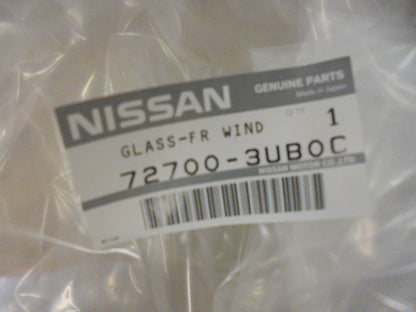 NISSAN GENUINE PARTS
Made in Japan
GLASS-FR WIND Q'TY 1
72700-3UB0C
NISSAN MOTOR CO.,LTD